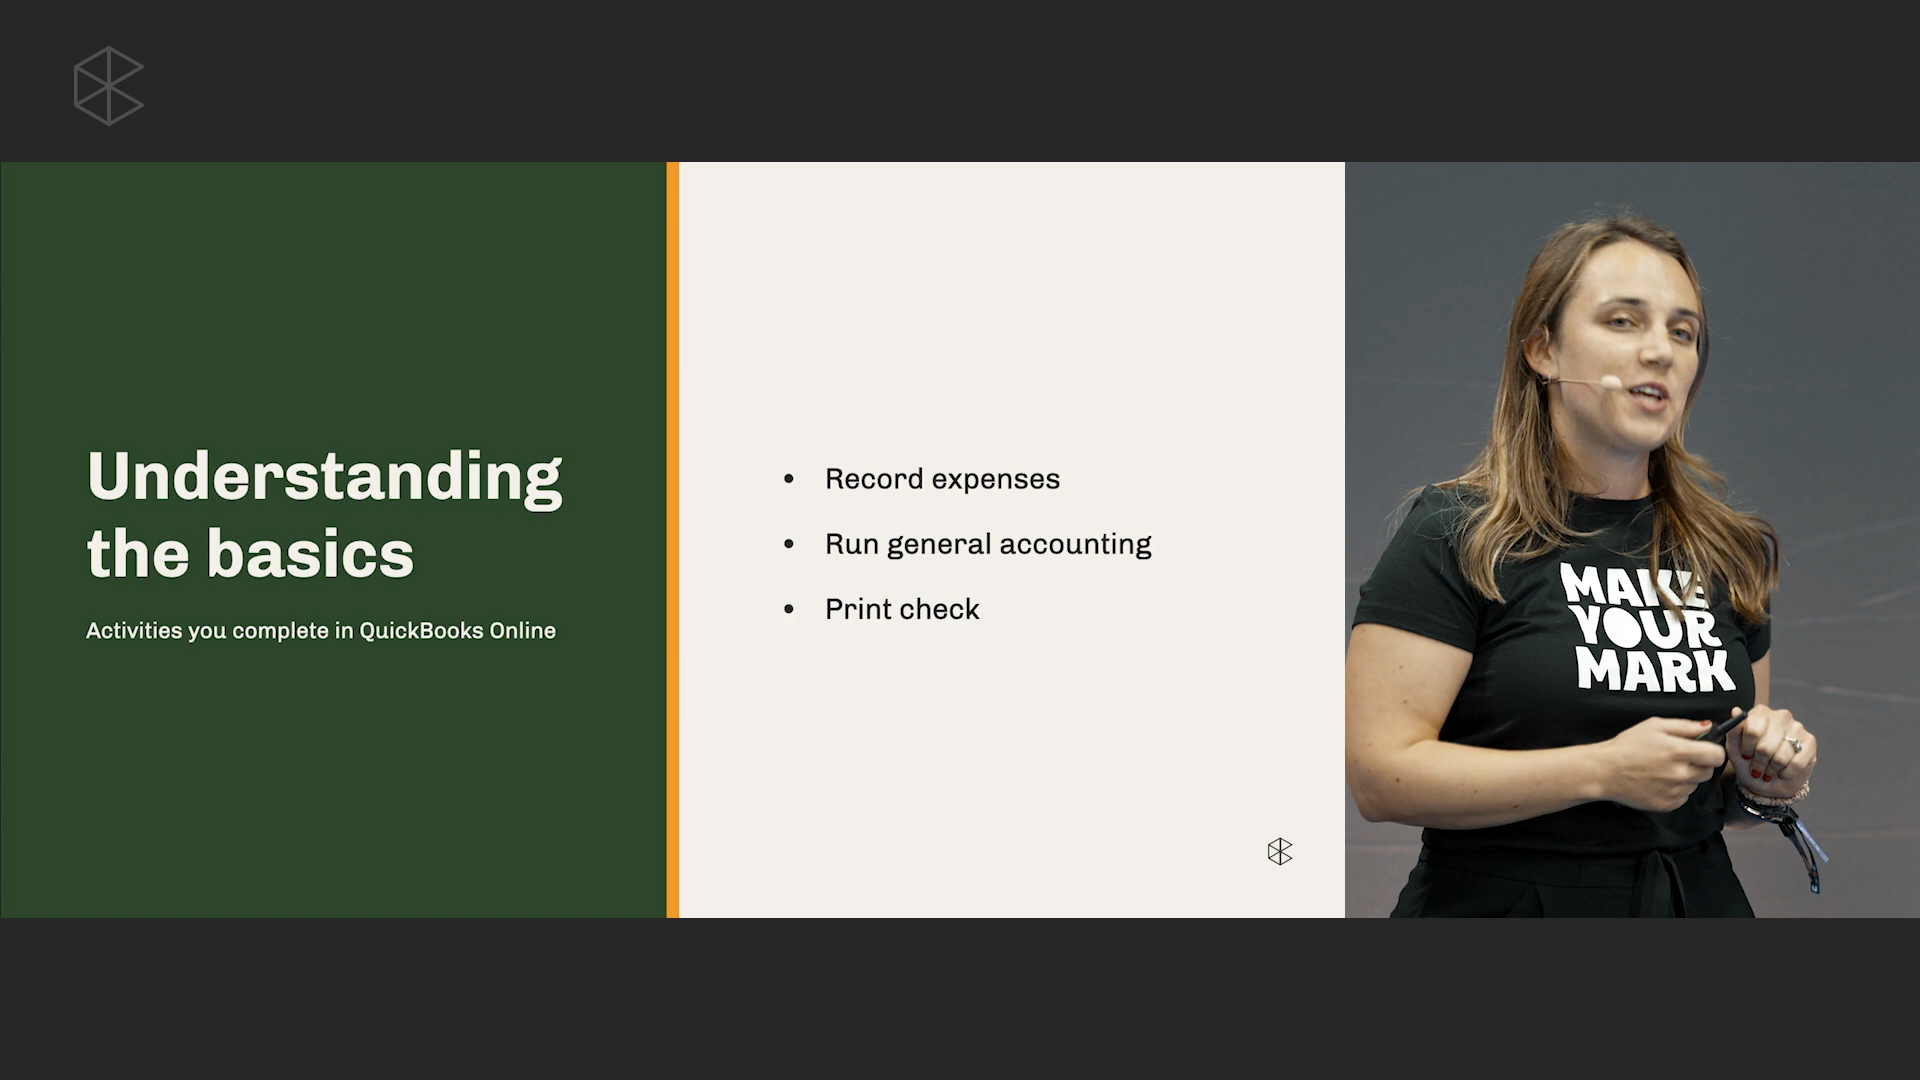 Understanding
the basics
Activities you complete in QuickBooks Online
• Record expenses
• Run general accounting
• Print check
MAKE
YOUR
MARK